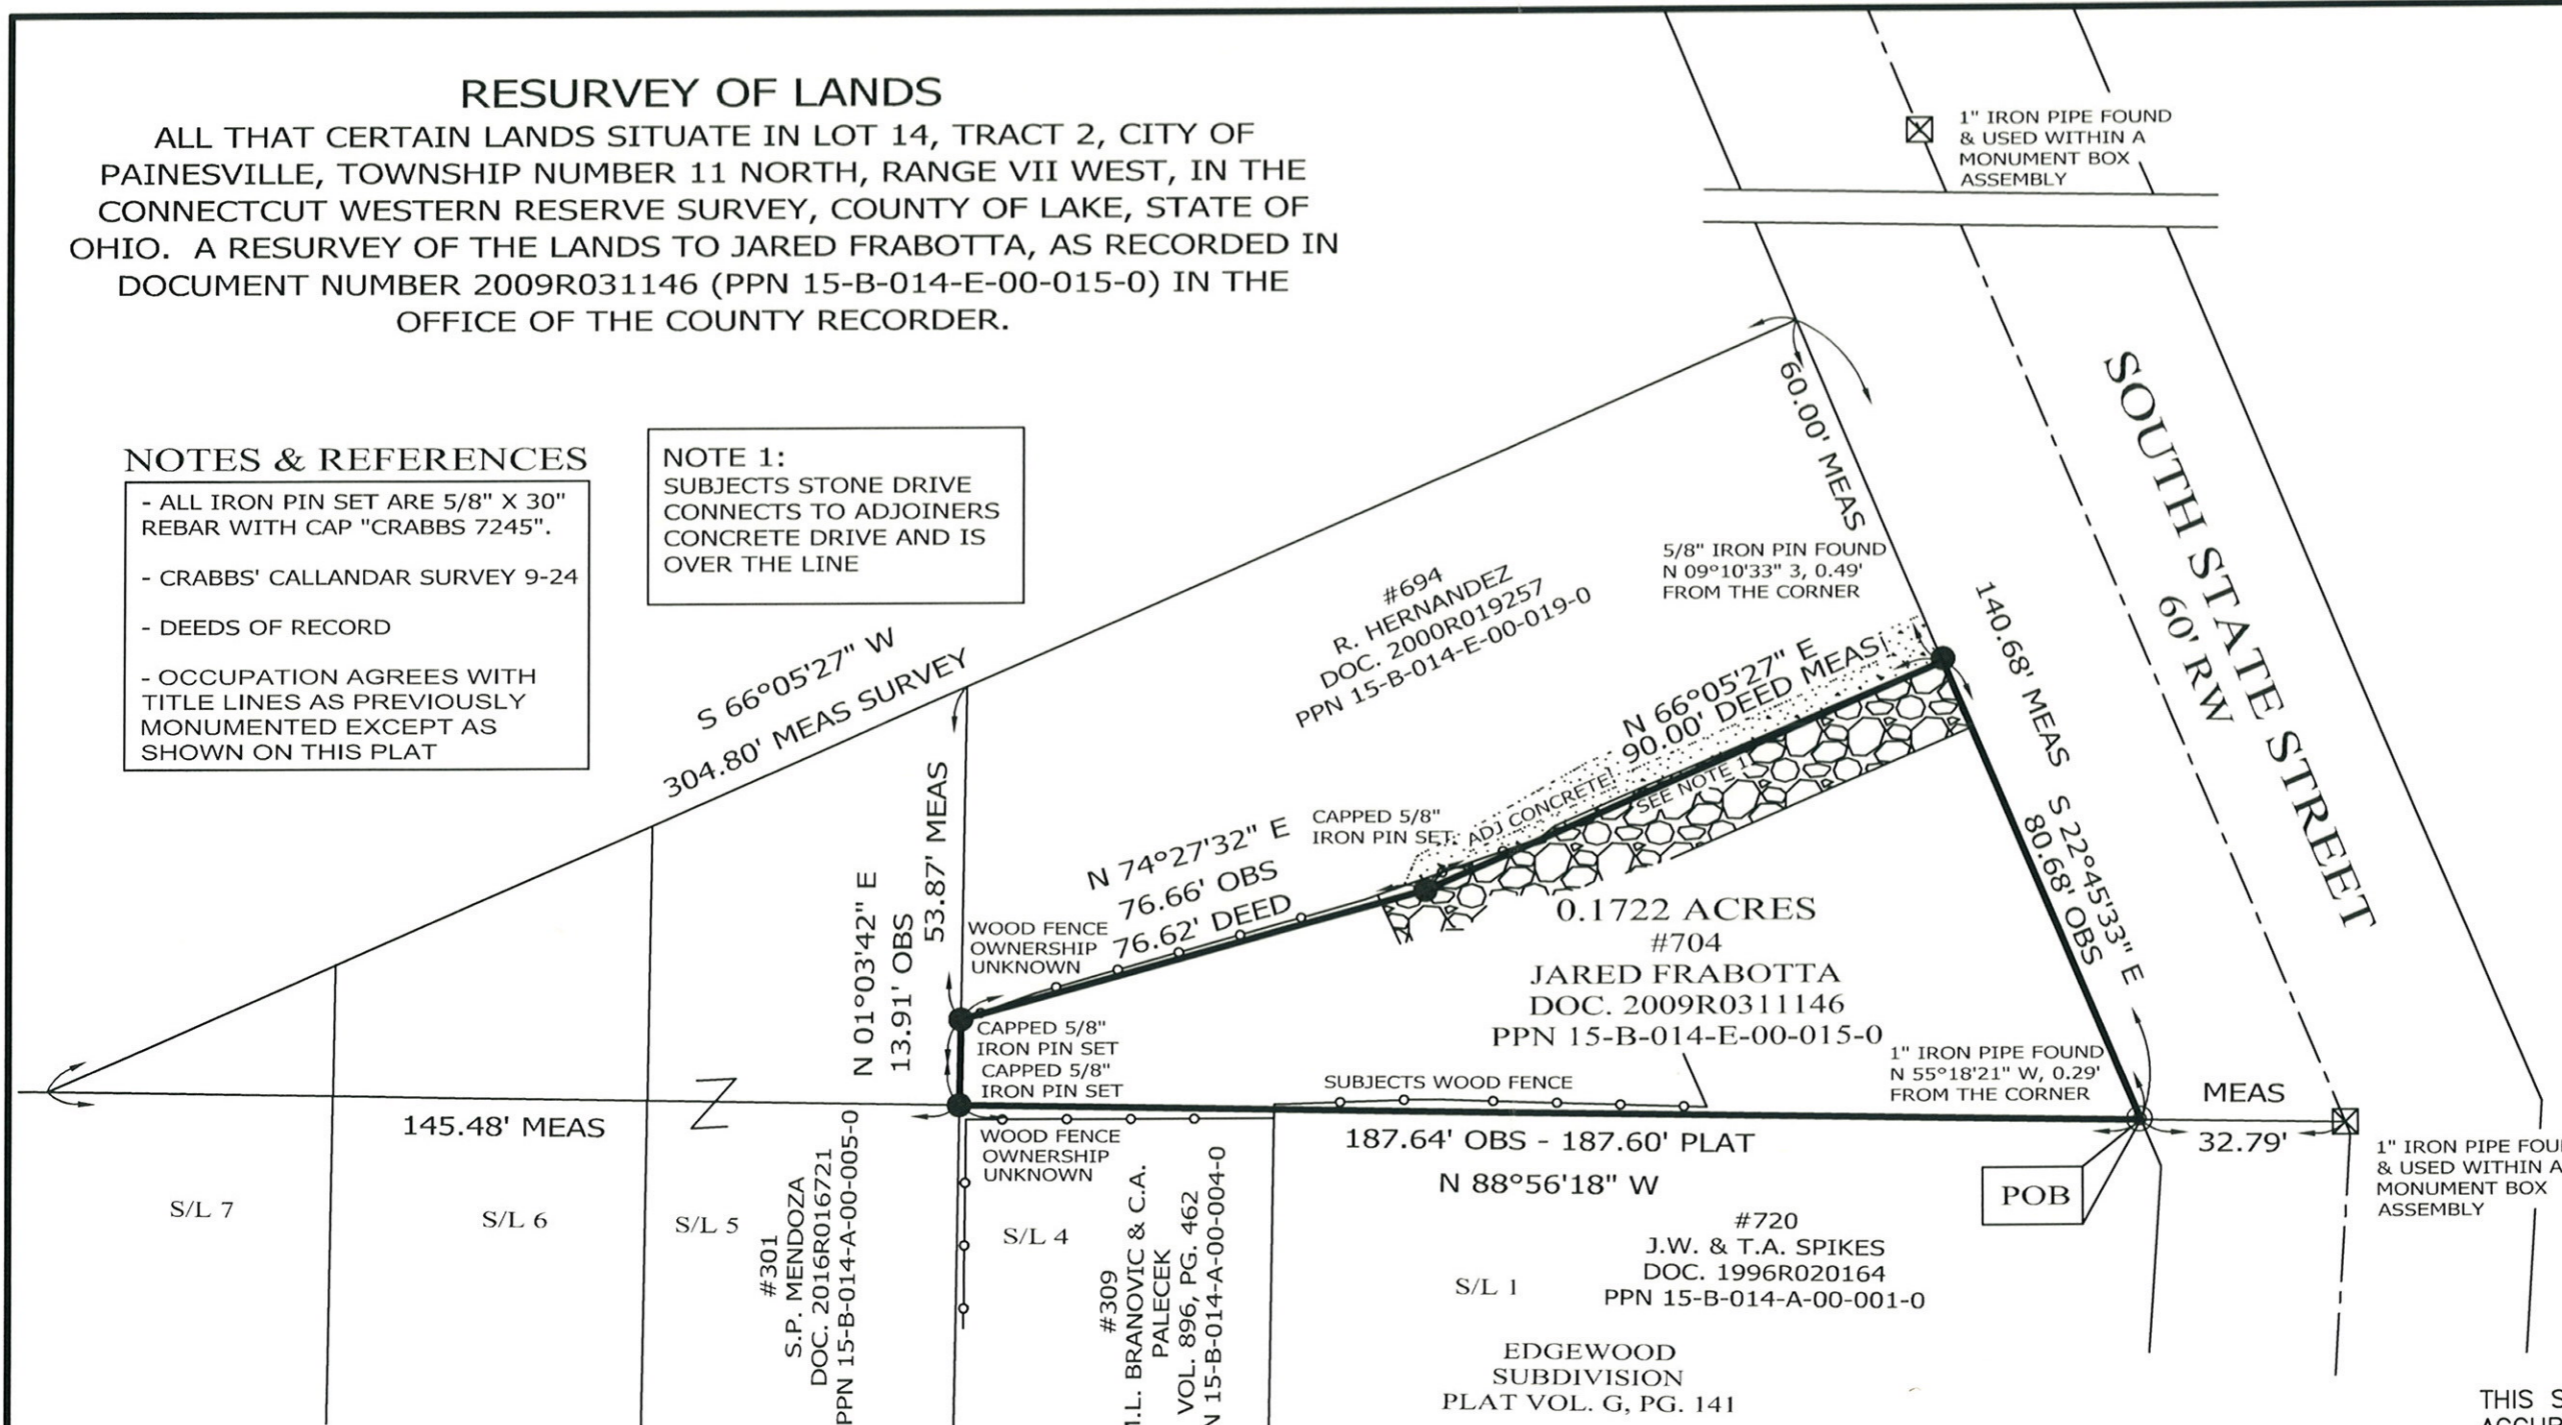 RESURVEY OF LANDS
ALL THAT CERTAIN LANDS SITUATE IN LOT 14, TRACT 2, CITY OF
PAINESVILLE, TOWNSHIP NUMBER 11 NORTH, RANGE VII WEST, IN THE
CONNECTCUT WESTERN RESERVE SURVEY, COUNTY OF LAKE, STATE OF
OHIO. A RESURVEY OF THE LANDS TO JARED FRABOTTA, AS RECORDED IN
DOCUMENT NUMBER 2009R031146 (PPN 15-B-014-E-00-015-0) IN THE
OFFICE OF THE COUNTY RECORDER.
1" IRON PIPE FOUND
& USED WITHIN A
MONUMENT BOX
ASSEMBLY
NOTES & REFERENCES
- ALL IRON PIN SET ARE 5/8" X 30"
REBAR WITH CAP "CRABBS 7245".
- CRABBS' CALLANDAR SURVEY 9-24
- DEEDS OF RECORD
- OCCUPATION AGREES WITH
TITLE LINES AS PREVIOUSLY
MONUMENTED EXCEPT AS
SHOWN ON THIS PLAT
NOTE 1:
SUBJECTS STONE DRIVE
CONNECTS TO ADJOINERS
CONCRETE DRIVE AND IS
OVER THE LINE
60.00' MEAS
SOUTH STATE STREET
60' RW
5/8" IRON PIN FOUND
N 09°10'33" 3, 0.49'
FROM THE CORNER
#694
R. HERNANDEZ
DOC. 2000R019257
PPN 15-B-014-E-00-019-0
S 66°05'27" W
304.80' MEAS SURVEY
N 66°05'27" E
90.00' DEED MEAS
140.68' MEAS S 22°45'33" E
80.68' OBS
SEE NOTE 1
ADJ CONCRETE
CAPPED 5/8"
IRON PIN SET
N 74°27'32" E
76.66' OBS
76.62' DEED
53.87' MEAS
N 01°03'42" E
13.91' OBS
WOOD FENCE
OWNERSHIP
UNKNOWN
0.1722 ACRES
#704
JARED FRABOTTA
DOC. 2009R0311146
PPN 15-B-014-E-00-015-0
CAPPED 5/8"
IRON PIN SET
CAPPED 5/8"
IRON PIN SET
SUBJECTS WOOD FENCE
1" IRON PIPE FOUND
N 55°18'21" W, 0.29'
FROM THE CORNER
MEAS
32.79'
145.48' MEAS
Z
WOOD FENCE
OWNERSHIP
UNKNOWN
187.64' OBS - 187.60' PLAT
N 88°56'18" W
POB
1" IRON PIPE FOU
& USED WITHIN A
MONUMENT BOX
ASSEMBLY
S/L 7
S/L 6
S/L 5
#301
S.P. MENDOZA
DOC. 2016R016721
PPN 15-B-014-A-00-005-0
S/L 4
#309
M.L. BRANOVIC & C.A.
PALECEK
VOL. 896, PG. 462
N 15-B-014-A-00-004-0
S/L 1
#720
J.W. & T.A. SPIKES
DOC. 1996R020164
PPN 15-B-014-A-00-001-0
EDGEWOOD
SUBDIVISION
PLAT VOL. G, PG. 141
THIS S